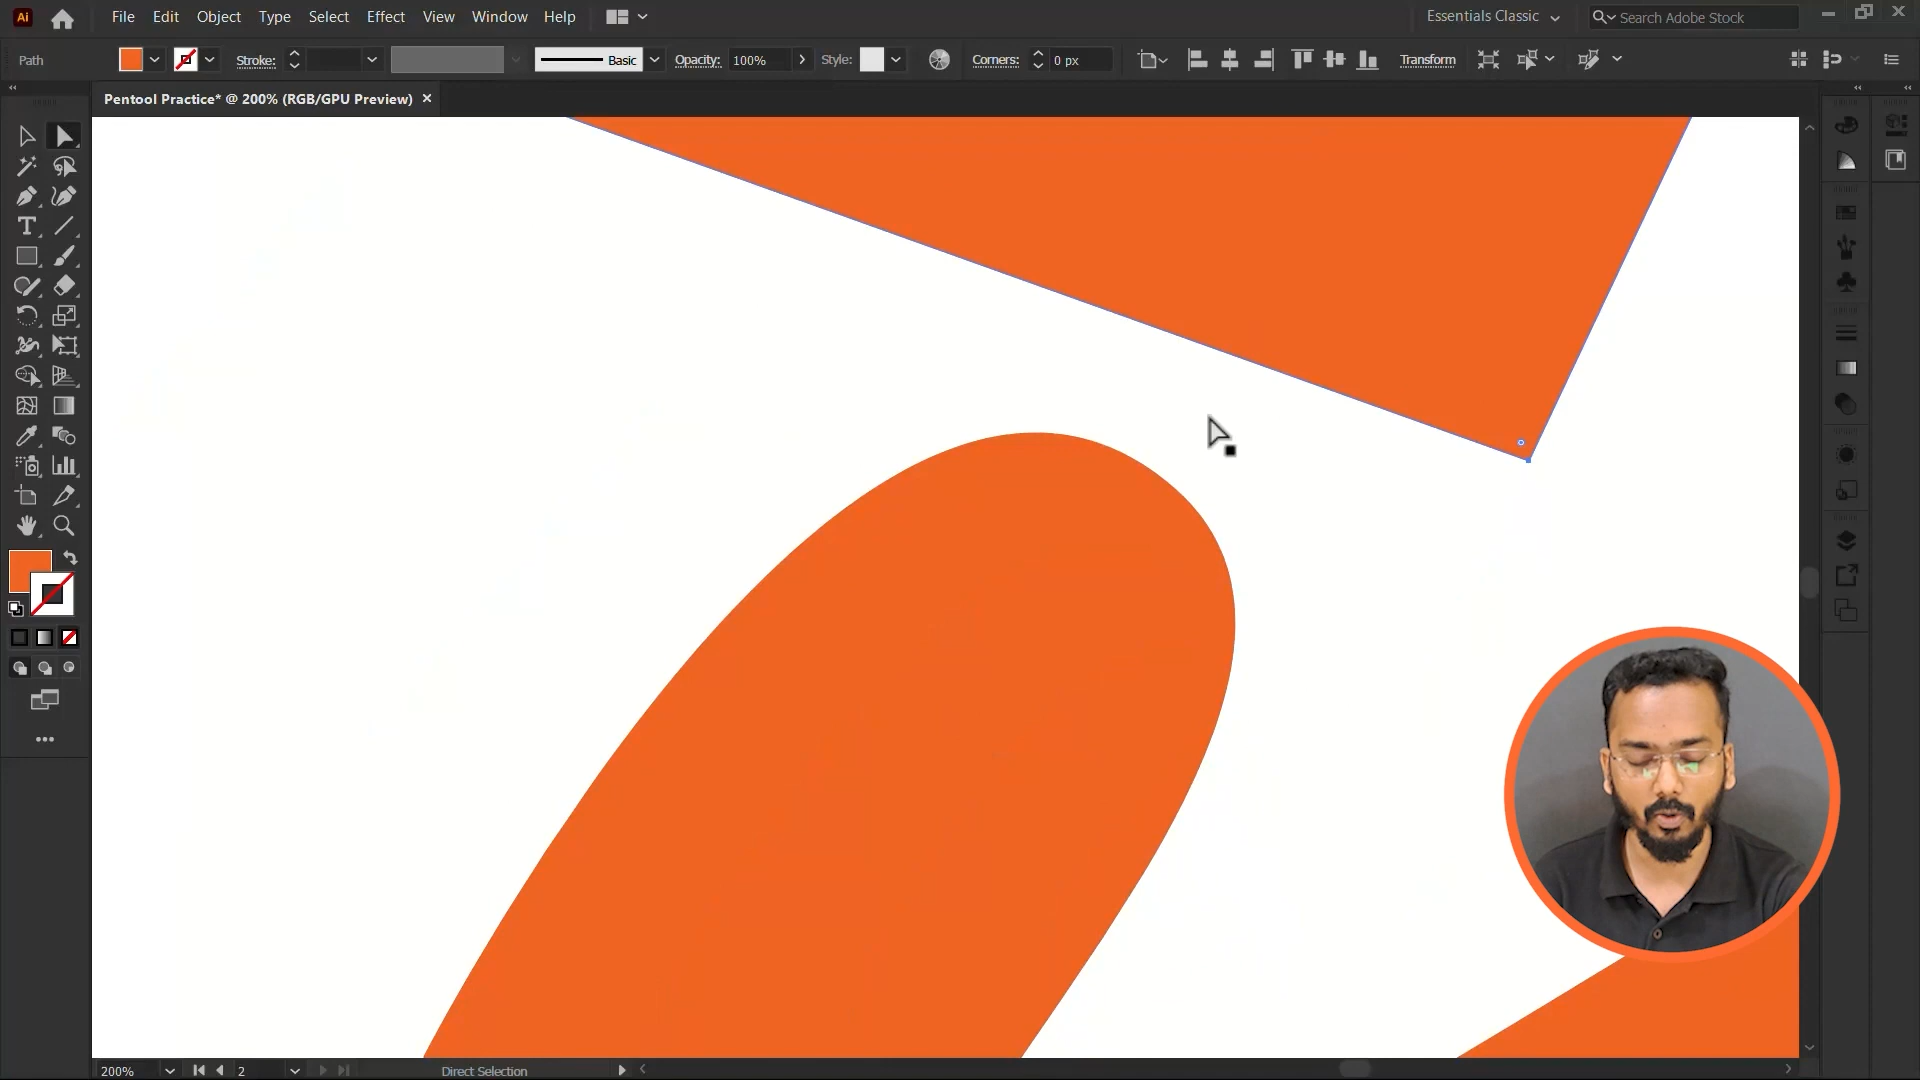 Ai File Edit Object Type Select Effect View Window Help Essentials Classic Search Adobe Stock
Path Stroke: Basic Opacity: 100% Style: Corners: 0 px Transform
Pentool Practice* @ 200% (RGB/GPU Preview) ×
200% 2 Direct Selection